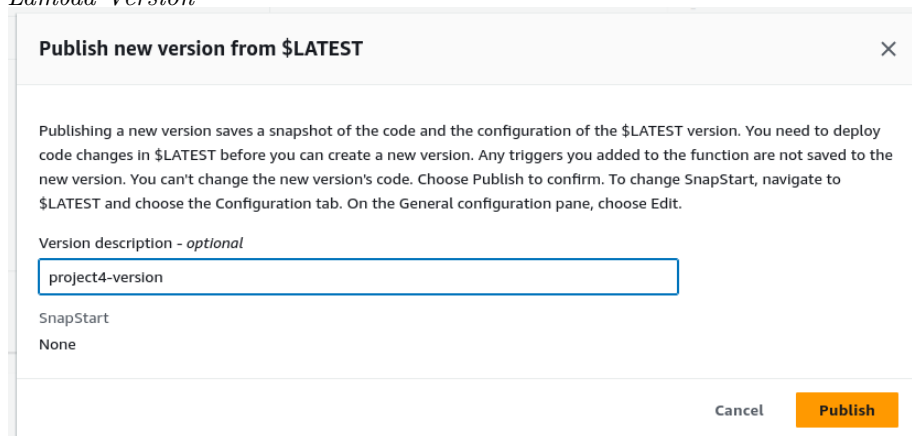 Lambda Version
Publish new version from $LATEST
Publishing a new version saves a snapshot of the code and the configuration of the $LATEST version. You need to deploy
code changes in $LATEST before you can create a new version. Any triggers you added to the function are not saved to the
new version. You can't change the new version's code. Choose Publish to confirm. To change SnapStart, navigate to
$LATEST and choose the Configuration tab. On the General configuration pane, choose Edit.
Version description - optional
project4-version
SnapStart
None
Cancel Publish